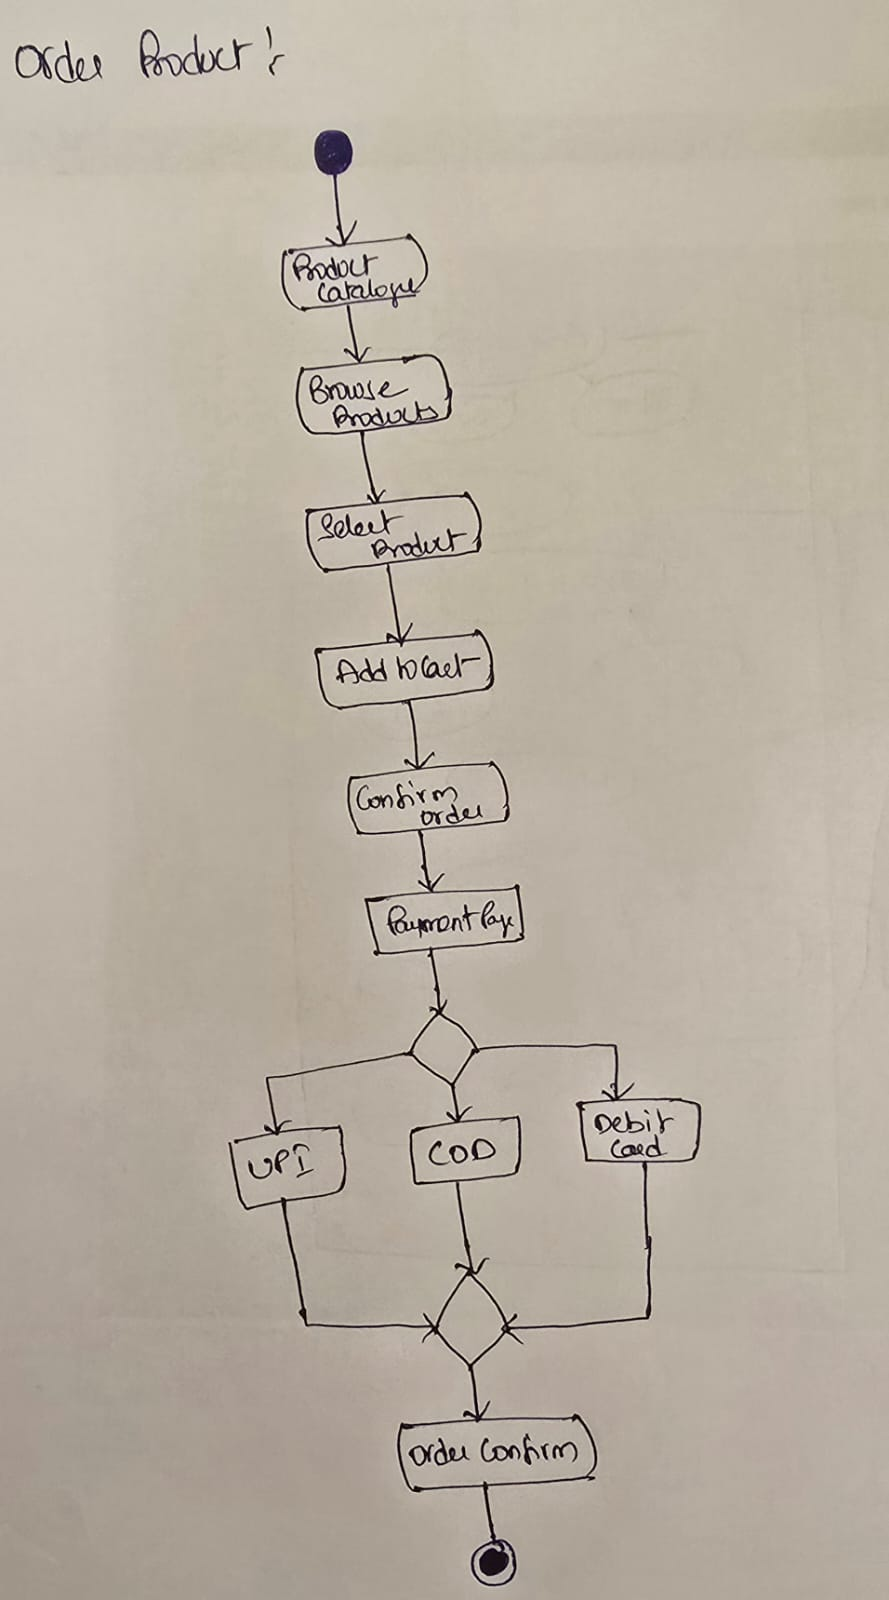 Order Product :-
Product
Catalogue
Browse
Products
Select
Product
Add to Cart
Confirm
order
Payment Page
UPI
COD
Debit
Card
Order Confirm